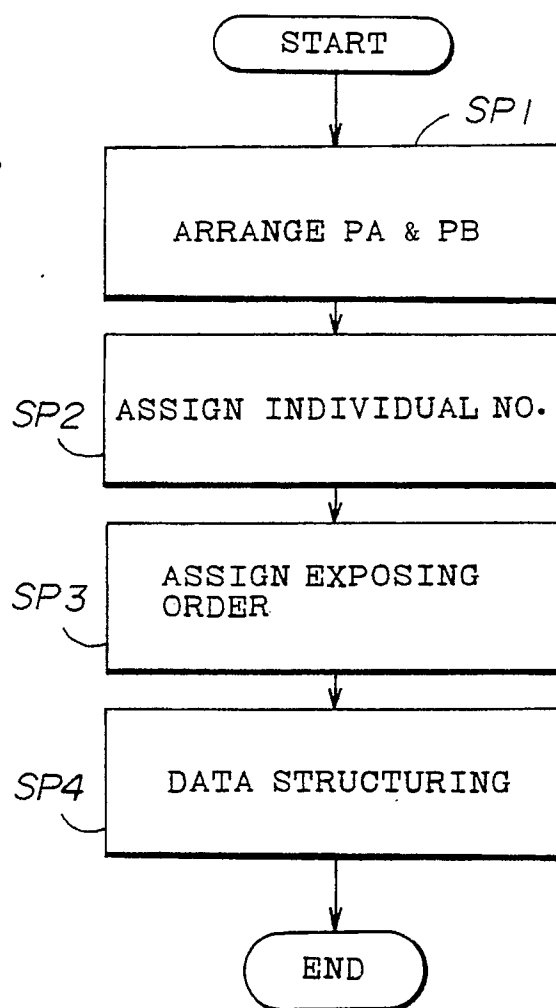 START
SP1
ARRANGE PA & PB
SP2
ASSIGN INDIVIDUAL NO.
SP3
ASSIGN EXPOSING
ORDER
SP4
DATA STRUCTURING
END